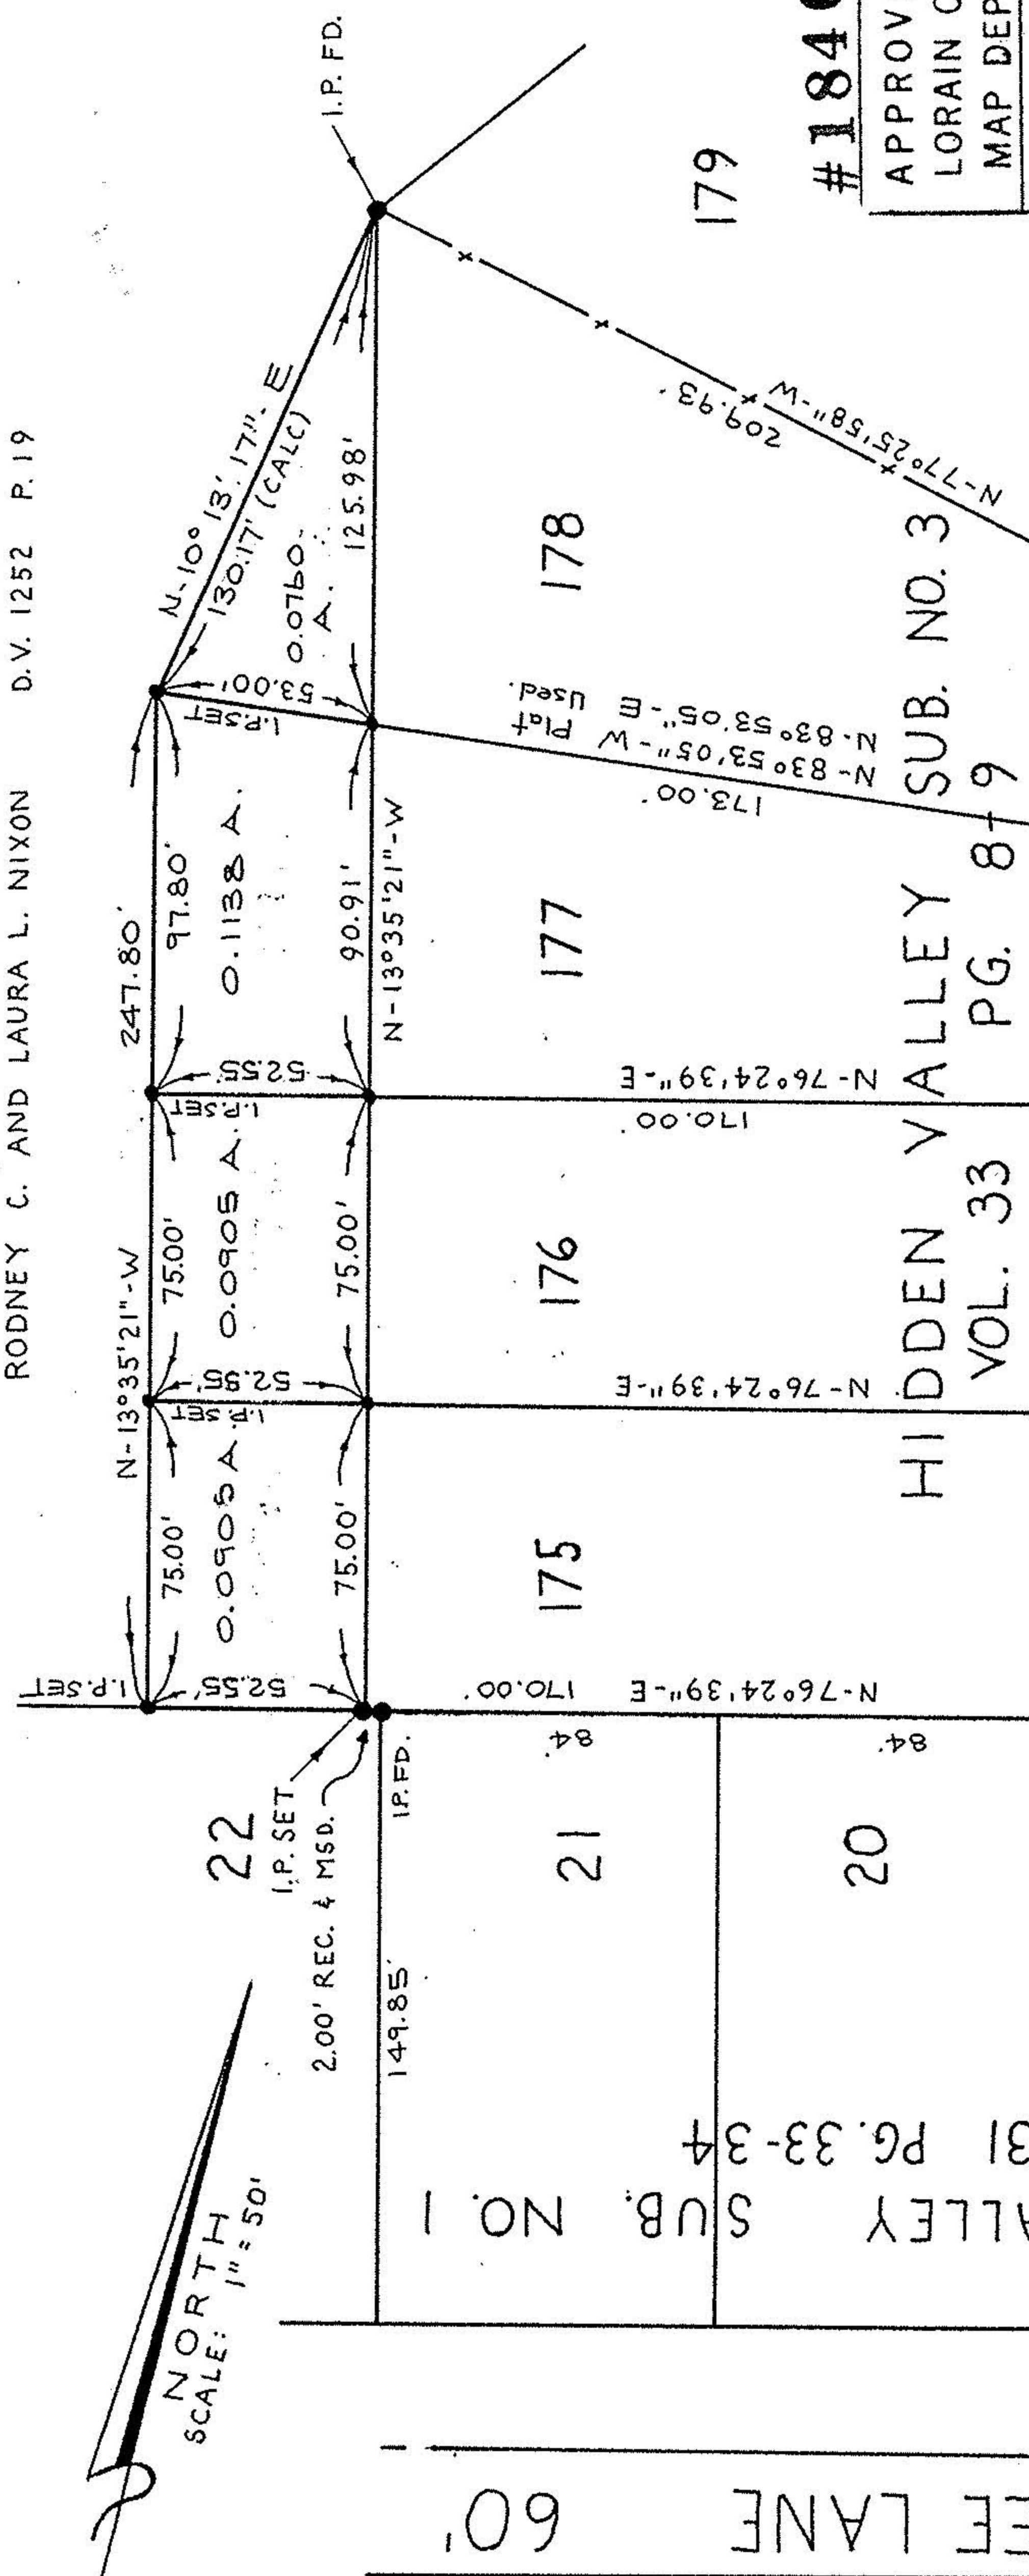 RODNEY C. AND LAURA L. NIXON D.V. 1252 P. 19
I.P. FD.
N-13°35'21"-W
247.80'
N-10° 13' 17"- E
130.17' (CALC)
I.P. SET
75.00'
75.00'
97.80'
0.0905 A.
0.0905 A.
0.1138 A.
0.0760
A.
52.55'
I.P. SET
I.P. SET
52.55'
I.P. SET
53.00'
75.00'
75.00'
90.91'
125.98'
N-13°35'21"-W
22
I.P. SET
2.00' REC. & MSD.
I.P. FD.
149.85'
175
176
177
178
179
170.00'
N-76°24'39"-E
N-76°24'39"-E
170.00'
N-76°24'39"-E
173.00'
N-83°53'05"-W Plat
N-83°53'05"-E Used.
209.93'
N-77°25'58"-W
21
84'
20
84'
HIDDEN VALLEY SUB. NO. 3
VOL. 33 PG. 8-9
ALLEY SUB. NO. 1
31 PG. 33-34
NORTH
SCALE: 1" = 50'
EE LANE 60'
#184
APPROV
LORAIN C
MAP DEP